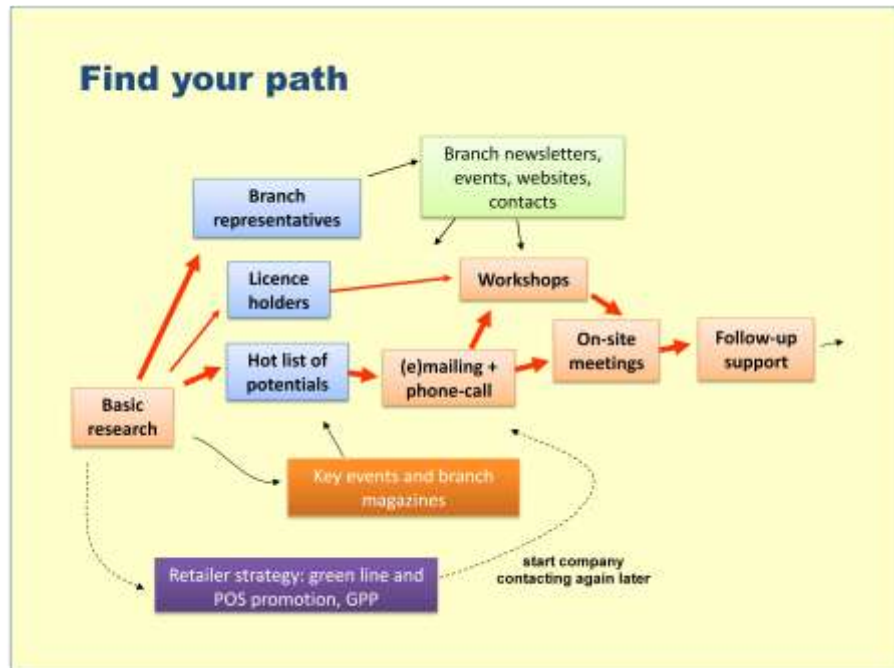 Find your path
Branch newsletters,
events, websites,
contacts
Branch
representatives
Licence
holders
Workshops
Hot list of
potentials
(e)mailing +
phone-call
On-site
meetings
Follow-up
support
Basic
research
Key events and branch
magazines
Retailer strategy: green line and
POS promotion, GPP
start company
contacting again later